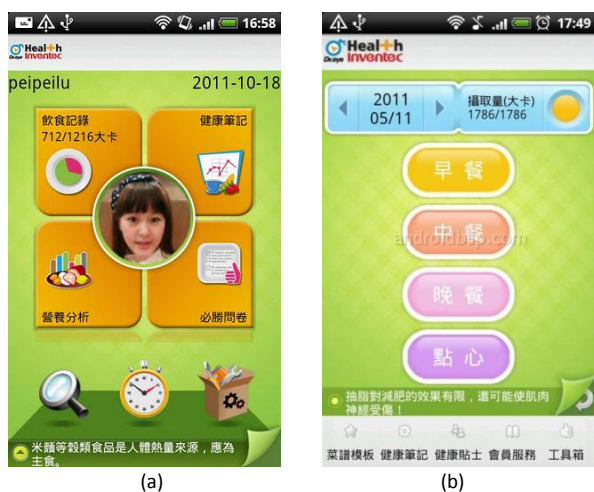 16:58
Health
Dr.eye Inventec
peipeilu 2011-10-18
飲食記錄
712/1216大卡
健康筆記
營養分析
必勝問卷
米麵等穀類食品是人體熱量來源，應為
主食。
(a)
17:49
Health
Dr.eye Inventec
2011
05/11
攝取量(大卡)
1786/1786
早餐
中餐
androidbip.com
晚餐
點心
抽脂對減肥的效果有限，還可能使肌肉
神經受傷！
菜譜模板 健康筆記 健康貼士 會員服務 工具箱
(b)